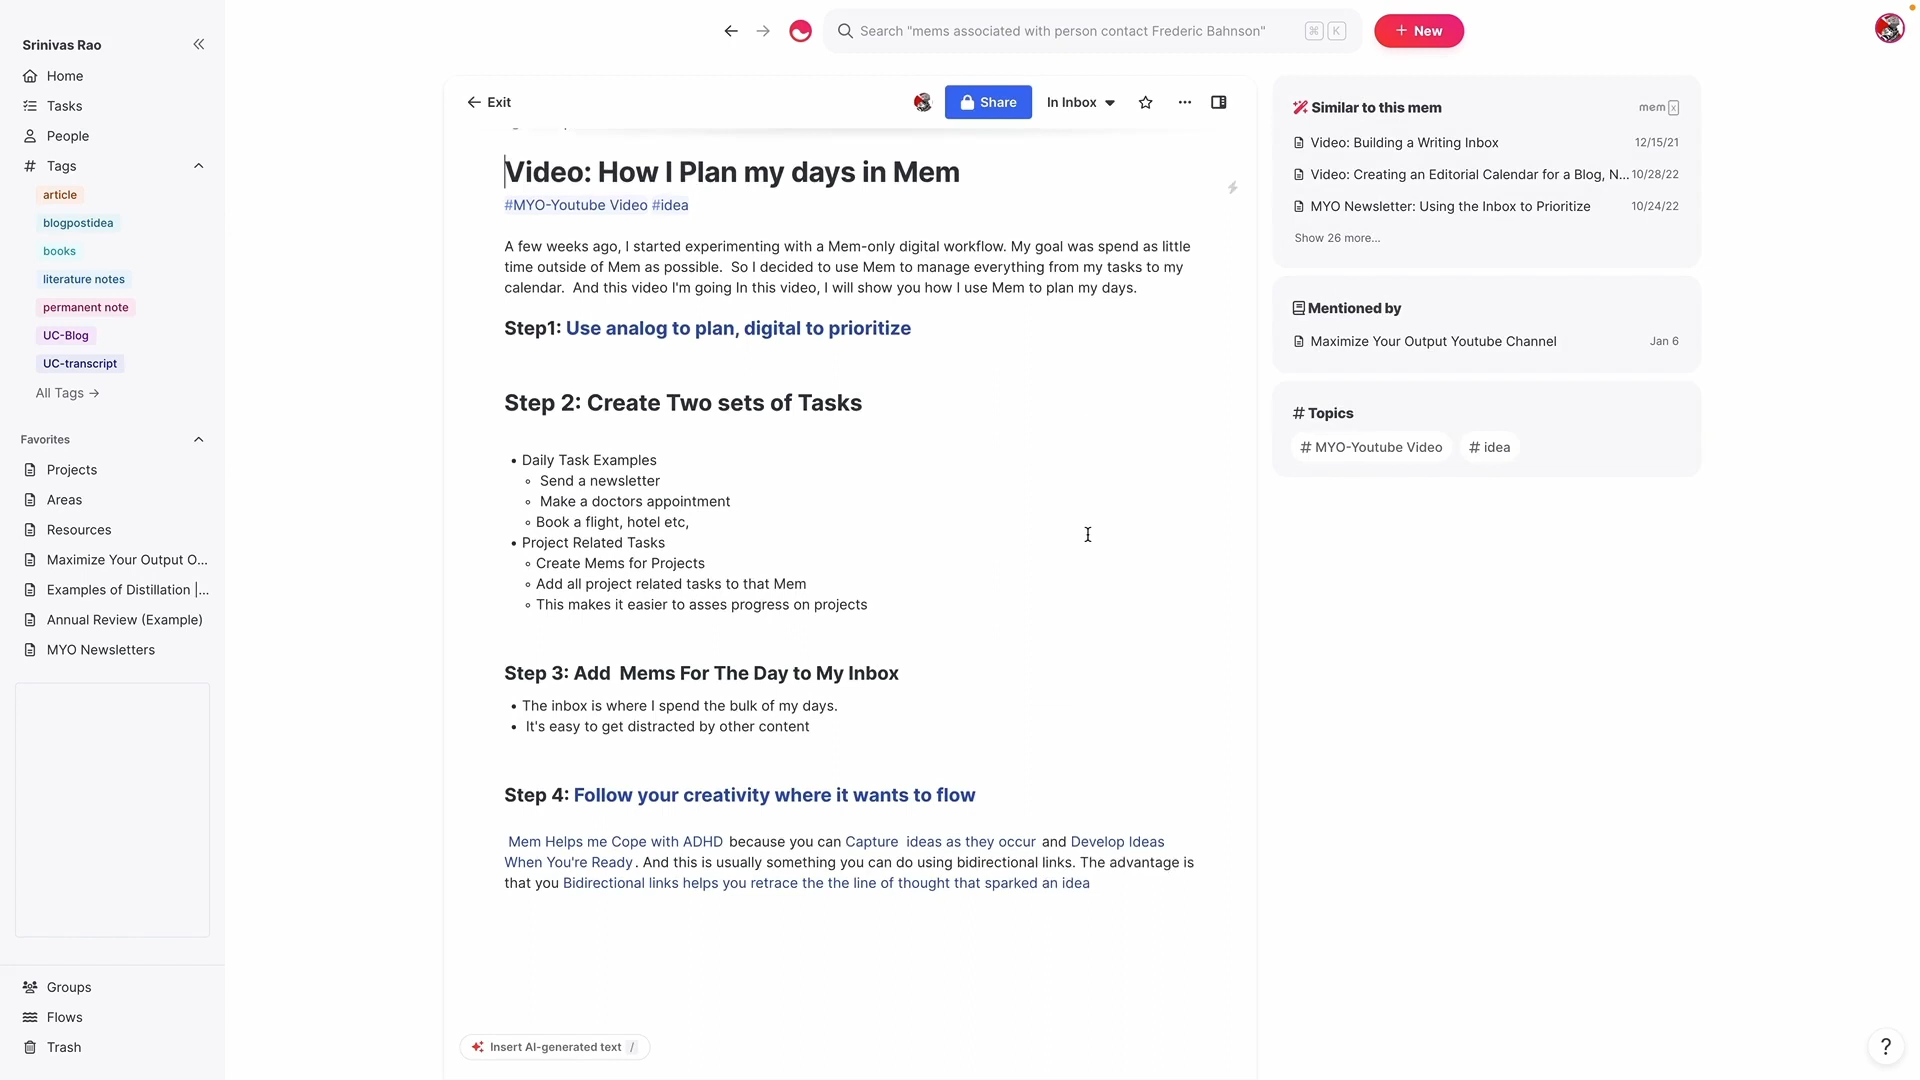 Srinivas Rao
Home
Tasks
People
# Tags
article
blogpostidea
books
literature notes
permanent note
UC-Blog
UC-transcript
All Tags →
Favorites
Projects
Areas
Resources
Maximize Your Output O...
Examples of Distillation |...
Annual Review (Example)
MYO Newsletters
Groups
Flows
Trash
Search "mems associated with person contact Frederic Bahnson" ⌘ K
+ New
← Exit
Share
In Inbox
Video: How I Plan my days in Mem
#MYO-Youtube Video #idea
A few weeks ago, I started experimenting with a Mem-only digital workflow. My goal was spend as little
time outside of Mem as possible.  So I decided to use Mem to manage everything from my tasks to my
calendar.  And this video I'm going In this video, I will show you how I use Mem to plan my days.
Step1: Use analog to plan, digital to prioritize
Step 2: Create Two sets of Tasks
• Daily Task Examples
◦ Send a newsletter
◦ Make a doctors appointment
◦ Book a flight, hotel etc,
• Project Related Tasks
◦ Create Mems for Projects
◦ Add all project related tasks to that Mem
◦ This makes it easier to asses progress on projects
Step 3: Add  Mems For The Day to My Inbox
• The inbox is where I spend the bulk of my days.
• It's easy to get distracted by other content
Step 4: Follow your creativity where it wants to flow
Mem Helps me Cope with ADHD because you can Capture ideas as they occur and Develop Ideas
When You're Ready. And this is usually something you can do using bidirectional links. The advantage is
that you Bidirectional links helps you retrace the the line of thought that sparked an idea
Insert AI-generated text /
Similar to this mem
mem x
Video: Building a Writing Inbox 12/15/21
Video: Creating an Editorial Calendar for a Blog, N... 10/28/22
MYO Newsletter: Using the Inbox to Prioritize 10/24/22
Show 26 more...
Mentioned by
Maximize Your Output Youtube Channel Jan 6
# Topics
# MYO-Youtube Video # idea
?